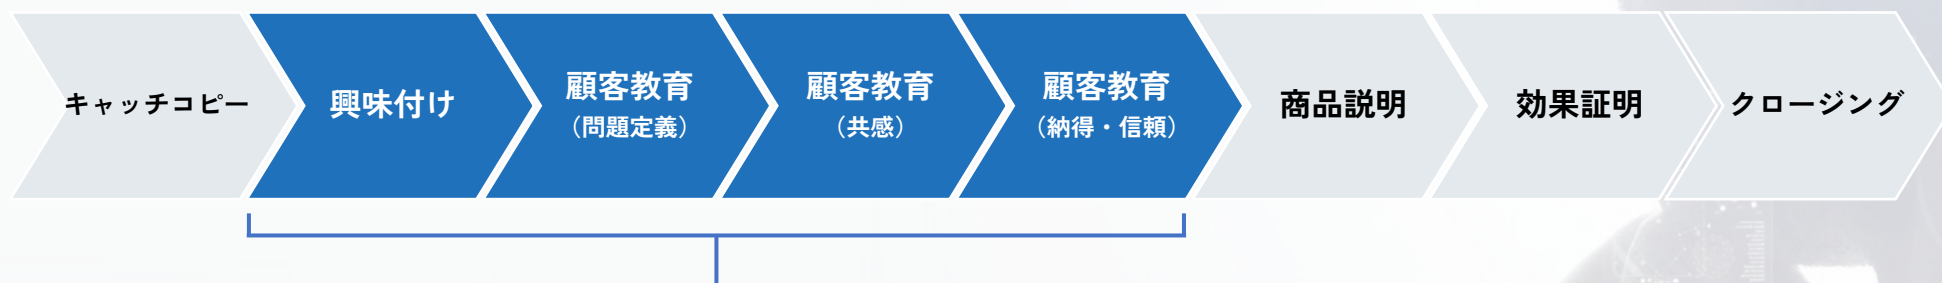 キャッチコピー
興味付け
顧客教育
（問題定義）
顧客教育
（共感）
顧客教育
（納得・信頼）
商品説明
効果証明
クロージング